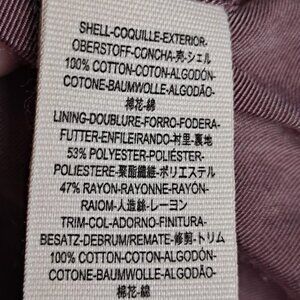 SHELL-COQUILLE-EXTERIOR-
OBERSTOFF-CONCHA-売-シェル
100% COTTON-COTON-ALGODÓN-
COTONE-BAUMWOLLE-ALGODÃO-
棉花-綿
LINING-DOUBLURE-FORRO-FODERA-
FUTTER-ENFILEIRANDO-衬里-裏地
53% POLYESTER-POLIÉSTER-
POLIESTERE-聚酯纖維-ポリエステル
47% RAYON-RAYONNE-RAYÓN-
RAIOM-人造絲-レーヨン
TRIM-COL-ADORNO-FINITURA-
BESATZ-DEBRUM/REMATE-修剪-トリム
100% COTTON-COTON-ALGODÓN-
COTONE-BAUMWOLLE-ALGODÃO-
棉花-綿